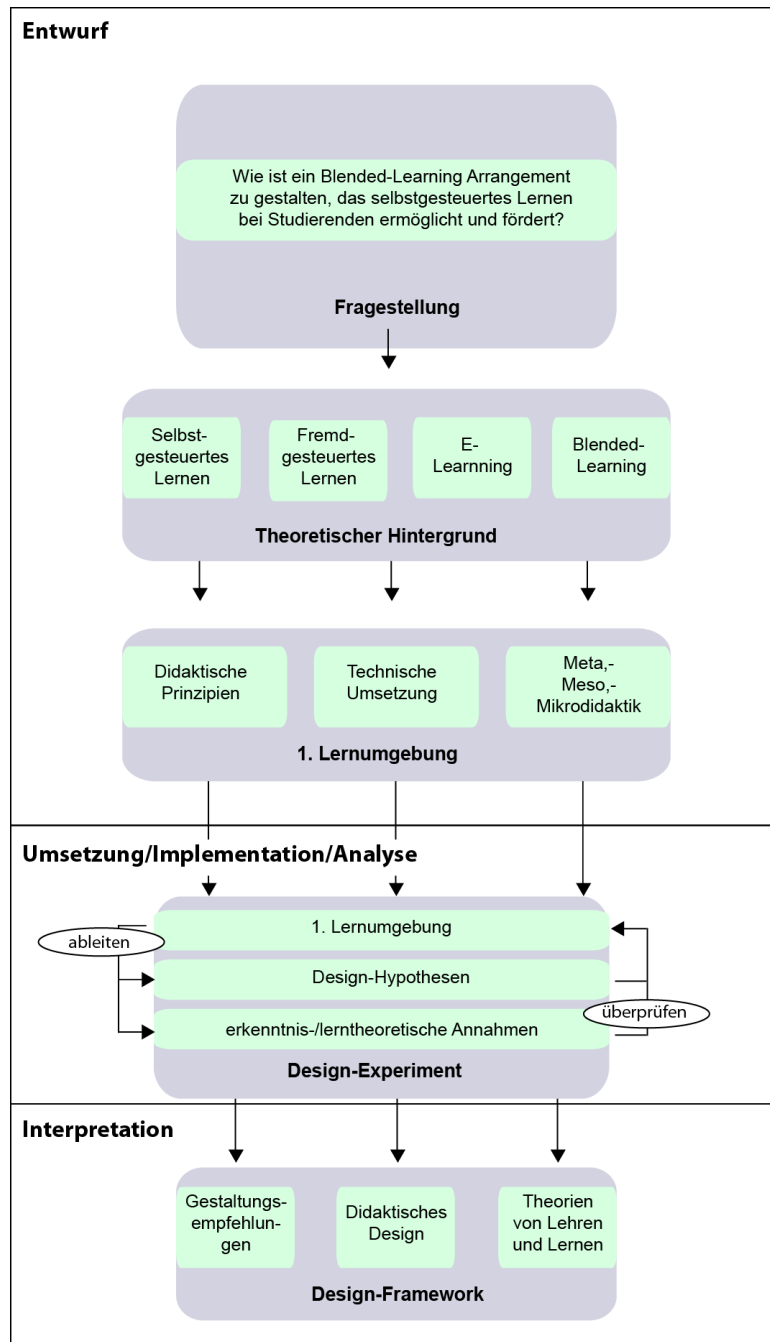 Entwurf
Wie ist ein Blended-Learning Arrangement
zu gestalten, das selbstgesteuertes Lernen
bei Studierenden ermöglicht und fördert?
Fragestellung
Selbst-
gesteuertes
Lernen
Fremd-
gesteuertes
Lernen
E-
Learnning
Blended-
Learning
Theoretischer Hintergrund
Didaktische
Prinzipien
Technische
Umsetzung
Meta,-
Meso,-
Mikrodidaktik
1. Lernumgebung
Umsetzung/Implementation/Analyse
1. Lernumgebung
ableiten
Design-Hypothesen
überprüfen
erkenntnis-/lerntheoretische Annahmen
Design-Experiment
Interpretation
Gestaltungs-
empfehlun-
gen
Didaktisches
Design
Theorien
von Lehren
und Lernen
Design-Framework